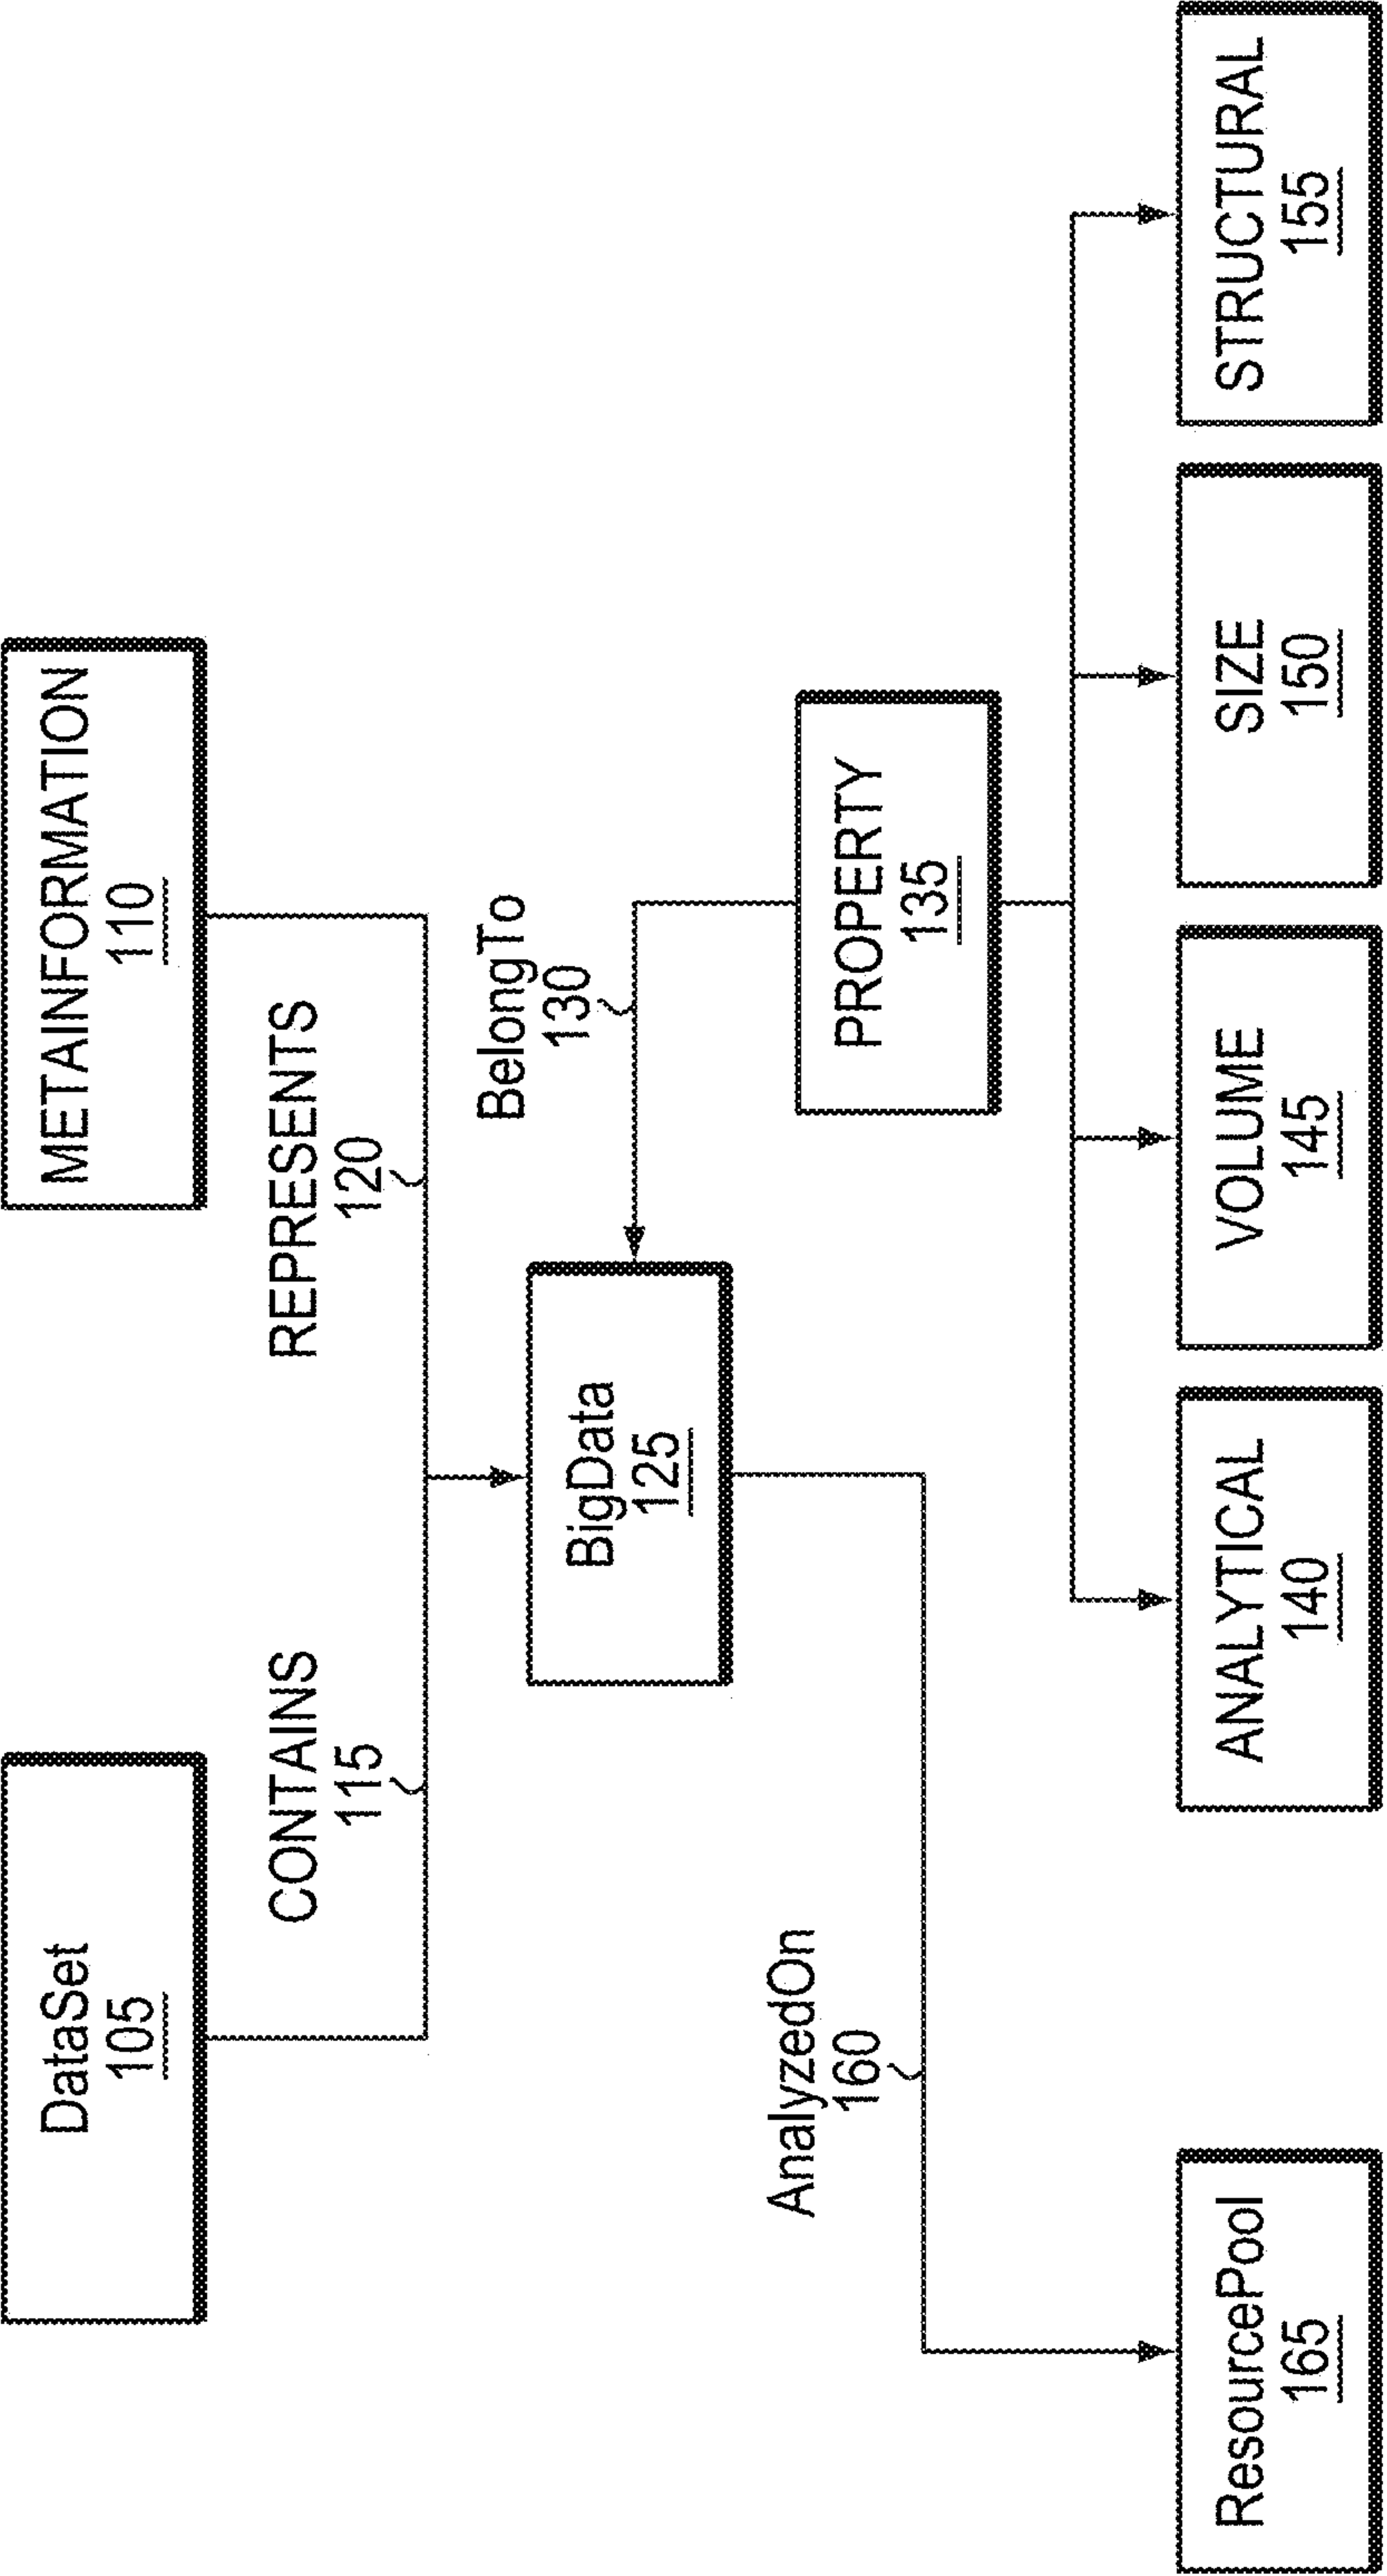 DataSet
105
METAINFORMATION
110
CONTAINS
115
REPRESENTS
120
BelongTo
130
BigData
125
AnalyzedOn
160
PROPERTY
135
ResourcePool
165
ANALYTICAL
140
VOLUME
145
SIZE
150
STRUCTURAL
155